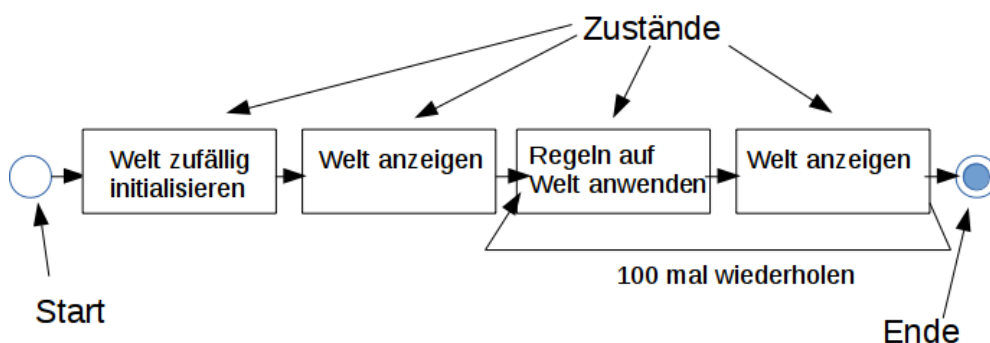 Zustände
Welt zufällig
initialisieren
Welt anzeigen
Regeln auf
Welt anwenden
Welt anzeigen
100 mal wiederholen
Start
Ende